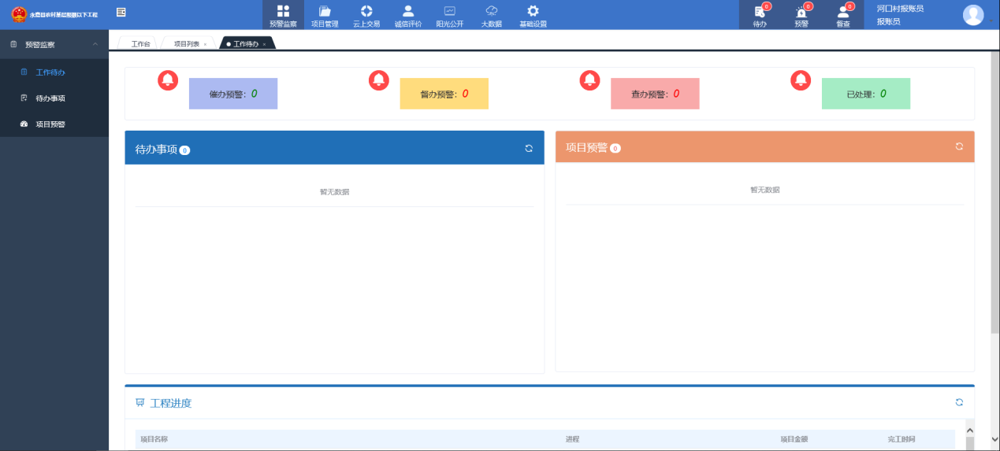 永嘉县农村基层限额以下工程
预警监察
项目管理
云上交易
诚信评价
阳光公开
大数据
基础设置
0
待办
0
预警
0
督查
河口村报账员
报账员
预警监察
工作待办
待办事项
项目预警
工作台
项目列表 ×
● 工作待办 ×
催办预警: 0
督办预警: 0
查办预警: 0
已处理: 0
待办事项 0
暂无数据
项目预警 0
暂无数据
工程进度
项目名称
进程
项目金额
完工时间